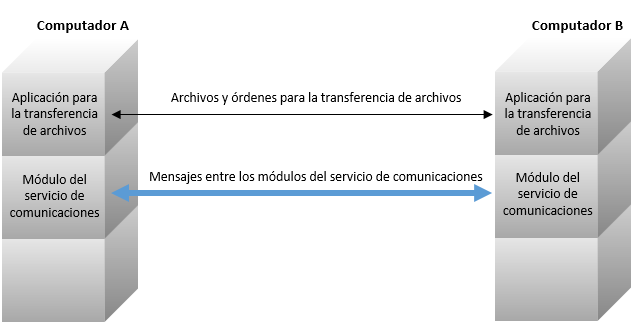 Computador A
Computador B
Aplicación para
la transferencia
de archivos
Archivos y órdenes para la transferencia de archivos
Aplicación para
la transferencia
de archivos
Módulo del
servicio de
comunicaciones
Mensajes entre los módulos del servicio de comunicaciones
Módulo del
servicio de
comunicaciones